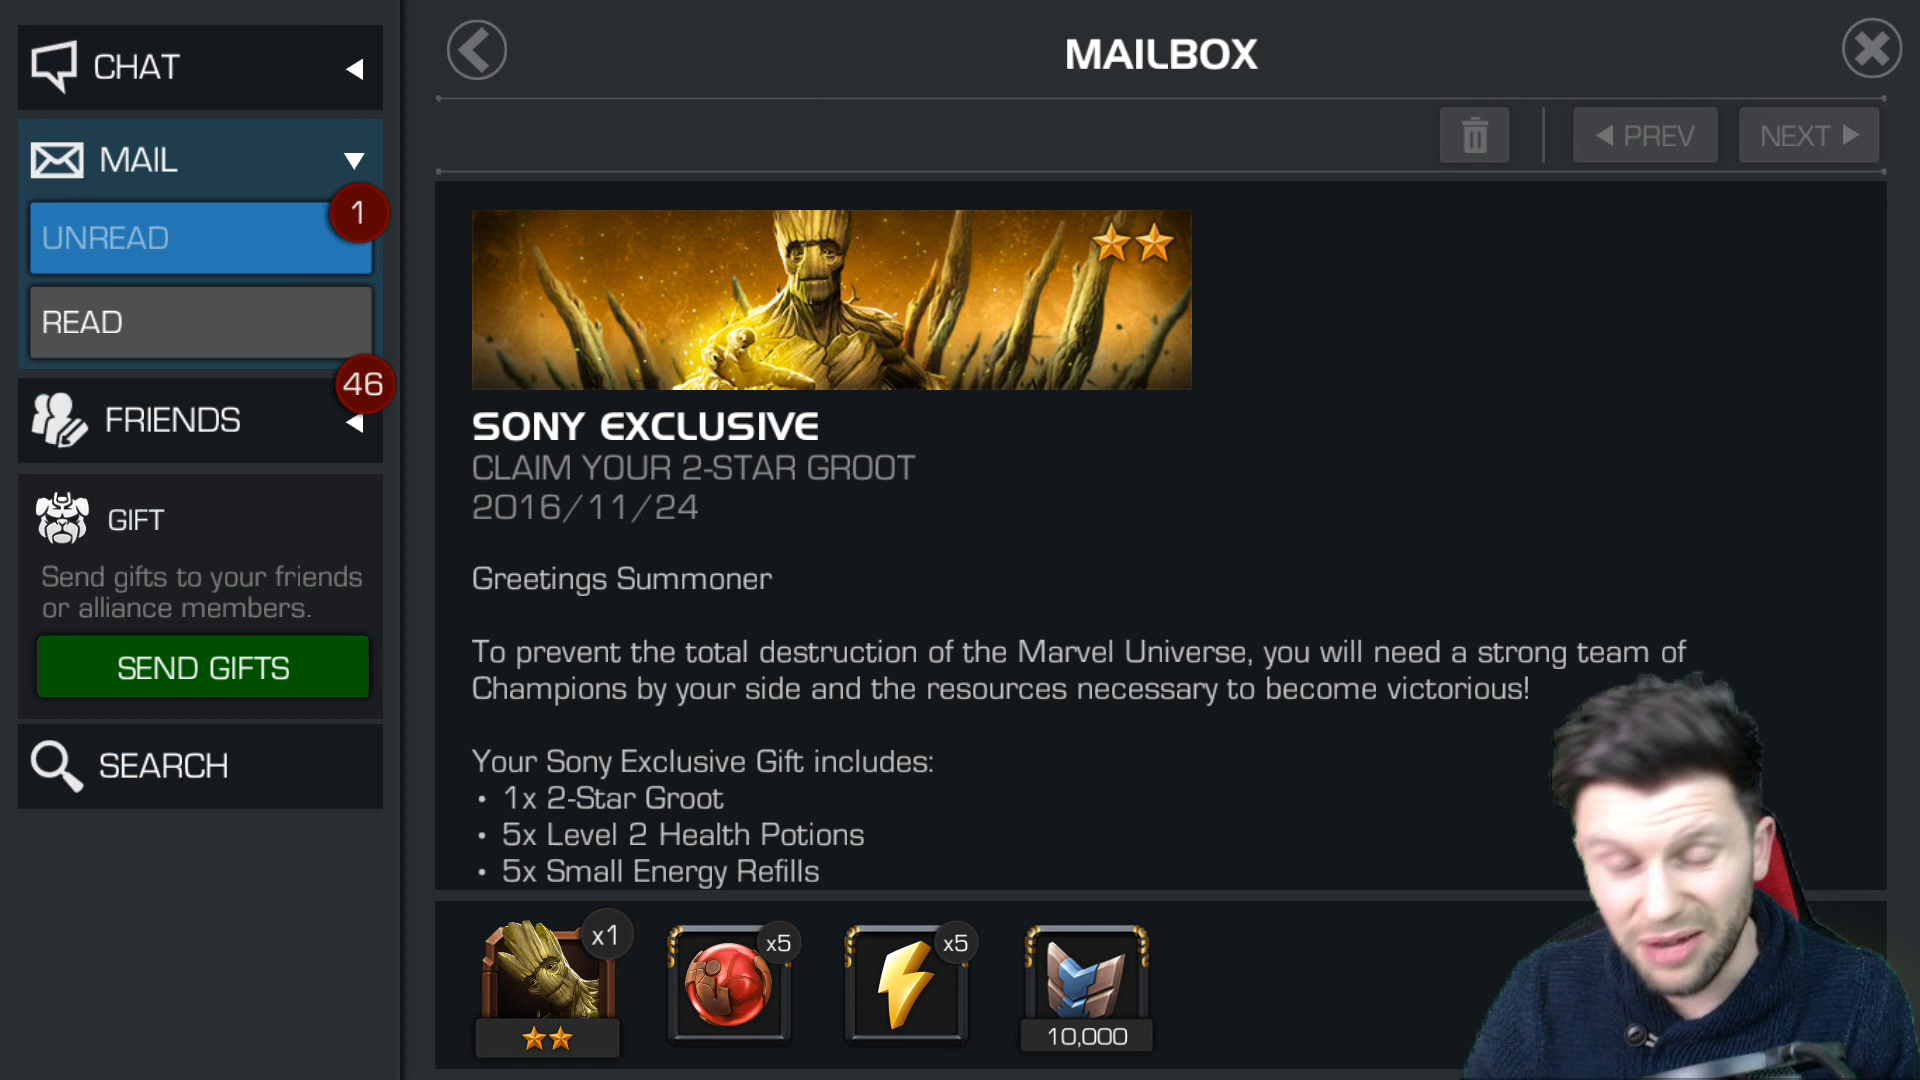 CHAT
MAIL
1
UNREAD
READ
46
FRIENDS
GIFT
Send gifts to your friends
or alliance members.
SEND GIFTS
SEARCH
MAILBOX
PREV
NEXT
SONY EXCLUSIVE
CLAIM YOUR 2-STAR GROOT
2016/11/24
Greetings Summoner
To prevent the total destruction of the Marvel Universe, you will need a strong team of
Champions by your side and the resources necessary to become victorious!
Your Sony Exclusive Gift includes:
• 1x 2-Star Groot
• 5x Level 2 Health Potions
• 5x Small Energy Refills
x1
x5
x5
10,000